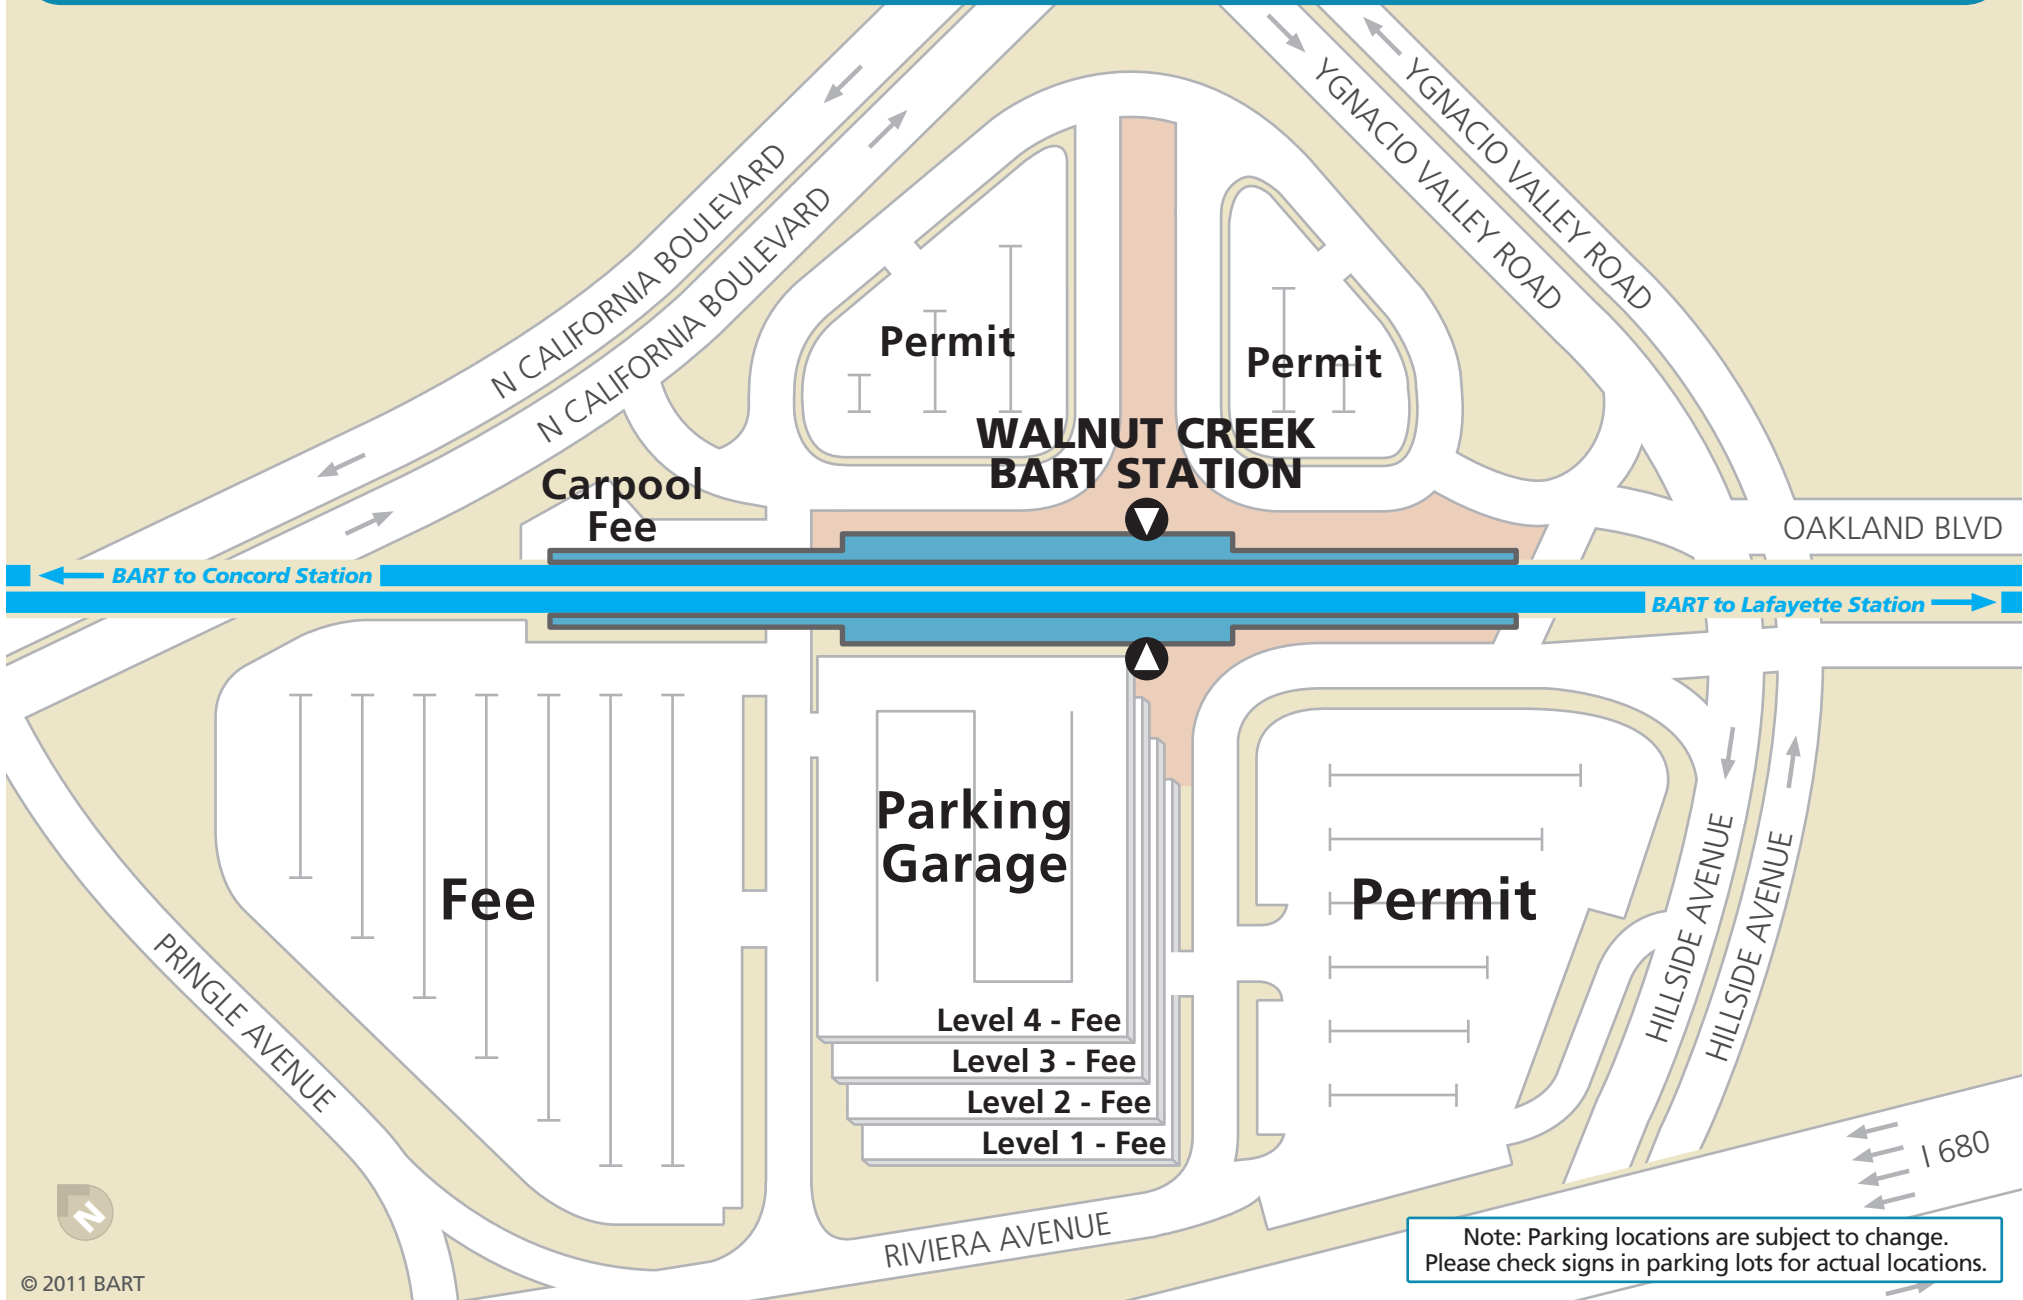 YGNACIO VALLEY ROAD
YGNACIO VALLEY ROAD
N CALIFORNIA BOULEVARD
N CALIFORNIA BOULEVARD
Permit
Permit
WALNUT CREEK
BART STATION
Carpool
Fee
OAKLAND BLVD
BART to Concord Station
BART to Lafayette Station
Parking
Garage
Fee
Permit
HILLSIDE AVENUE
HILLSIDE AVENUE
PRINGLE AVENUE
Level 4 - Fee
Level 3 - Fee
Level 2 - Fee
Level 1 - Fee
I 680
N
RIVIERA AVENUE
Note: Parking locations are subject to change.
Please check signs in parking lots for actual locations.
© 2011 BART